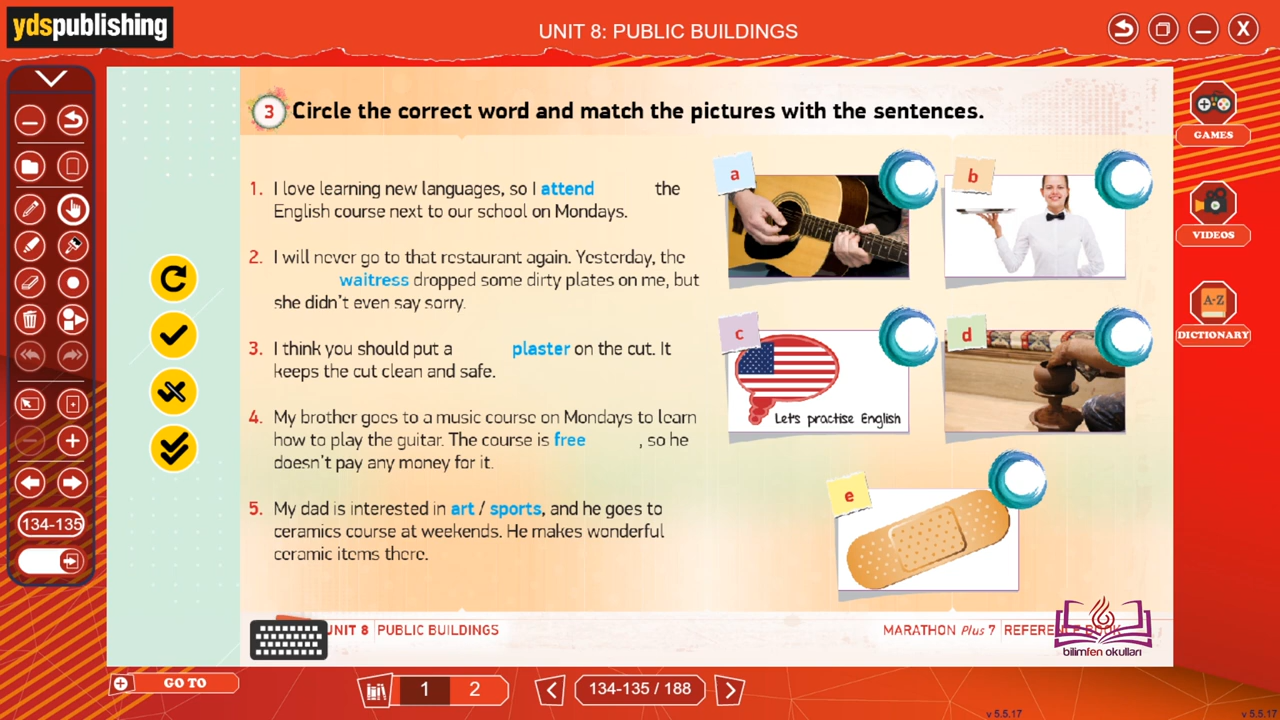 ydspublishing
UNIT 8: PUBLIC BUILDINGS
X
3 Circle the correct word and match the pictures with the sentences.
1. I love learning new languages, so I attend the
English course next to our school on Mondays.
2. I will never go to that restaurant again. Yesterday, the
waitress dropped some dirty plates on me, but
she didn't even say sorry.
3. I think you should put a plaster on the cut. It
keeps the cut clean and safe.
4. My brother goes to a music course on Mondays to learn
how to play the guitar. The course is free , so he
doesn't pay any money for it.
5. My dad is interested in art / sports, and he goes to
ceramics course at weekends. He makes wonderful
ceramic items there.
a
b
c
Let's practise English
d
e
GAMES
VIDEOS
A-Z
DICTIONARY
134-135
UNIT 8 PUBLIC BUILDINGS
MARATHON Plus 7 REFERENCE BOOK
bilimfen okulları
GO TO
1 2
134-135 / 188
v 5.5.17
v 5.5.17